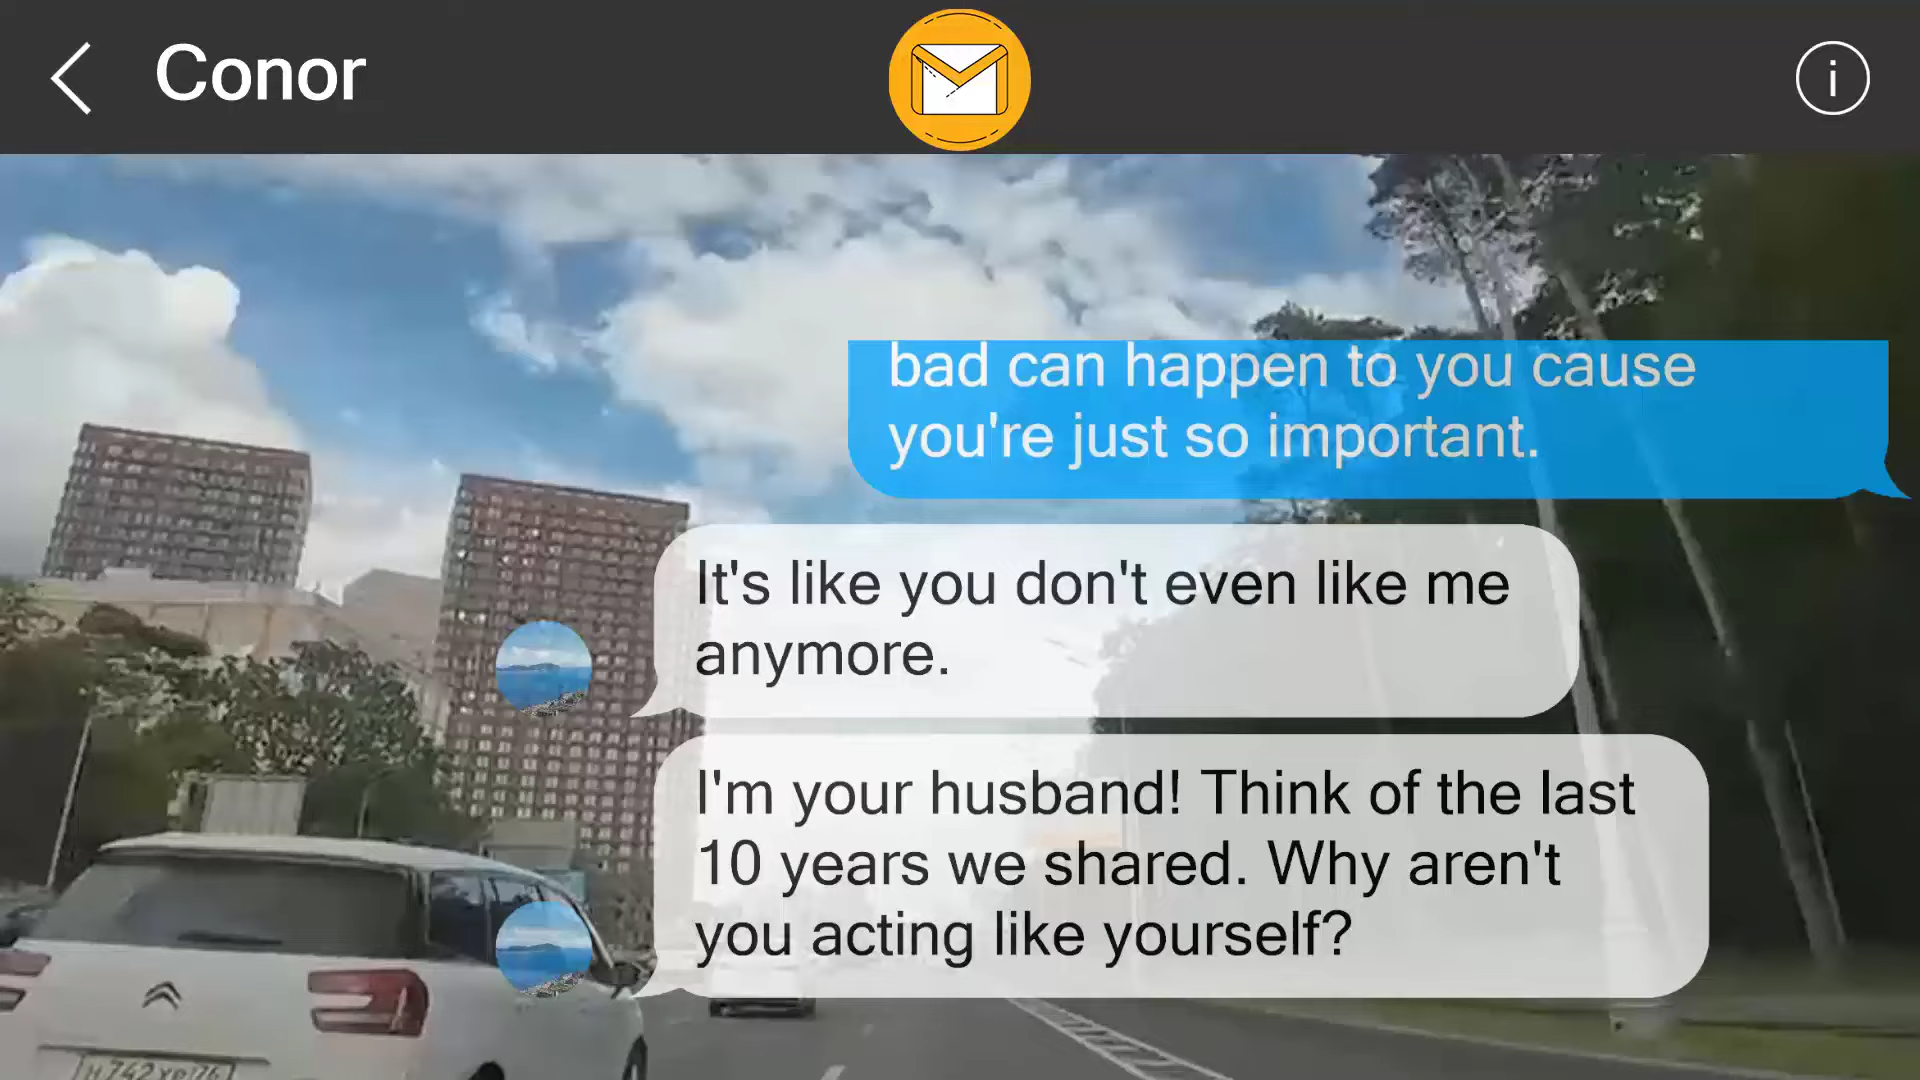 Conor
i
bad can happen to you cause
you're just so important.
It's like you don't even like me
anymore.
I'm your husband! Think of the last
10 years we shared. Why aren't
you acting like yourself?